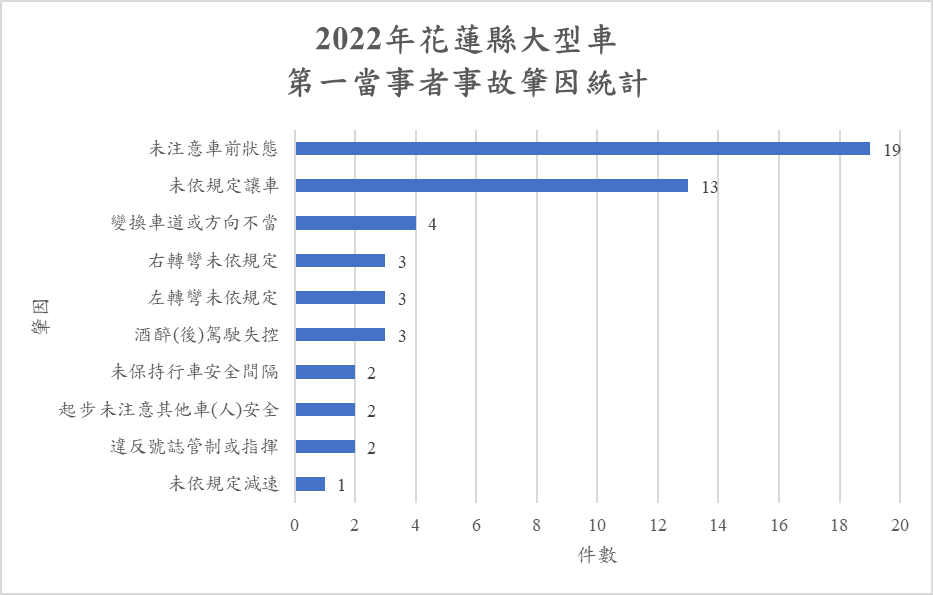 2022年花蓮縣大型車
第一當事者事故肇因統計
肇因
未注意車前狀態 19
未依規定讓車 13
變換車道或方向不當 4
右轉彎未依規定 3
左轉彎未依規定 3
酒醉(後)駕駛失控 3
未保持行車安全間隔 2
起步未注意其他車(人)安全 2
違反號誌管制或指揮 2
未依規定減速 1
0 2 4 6 8 10 12 14 16 18 20
件數